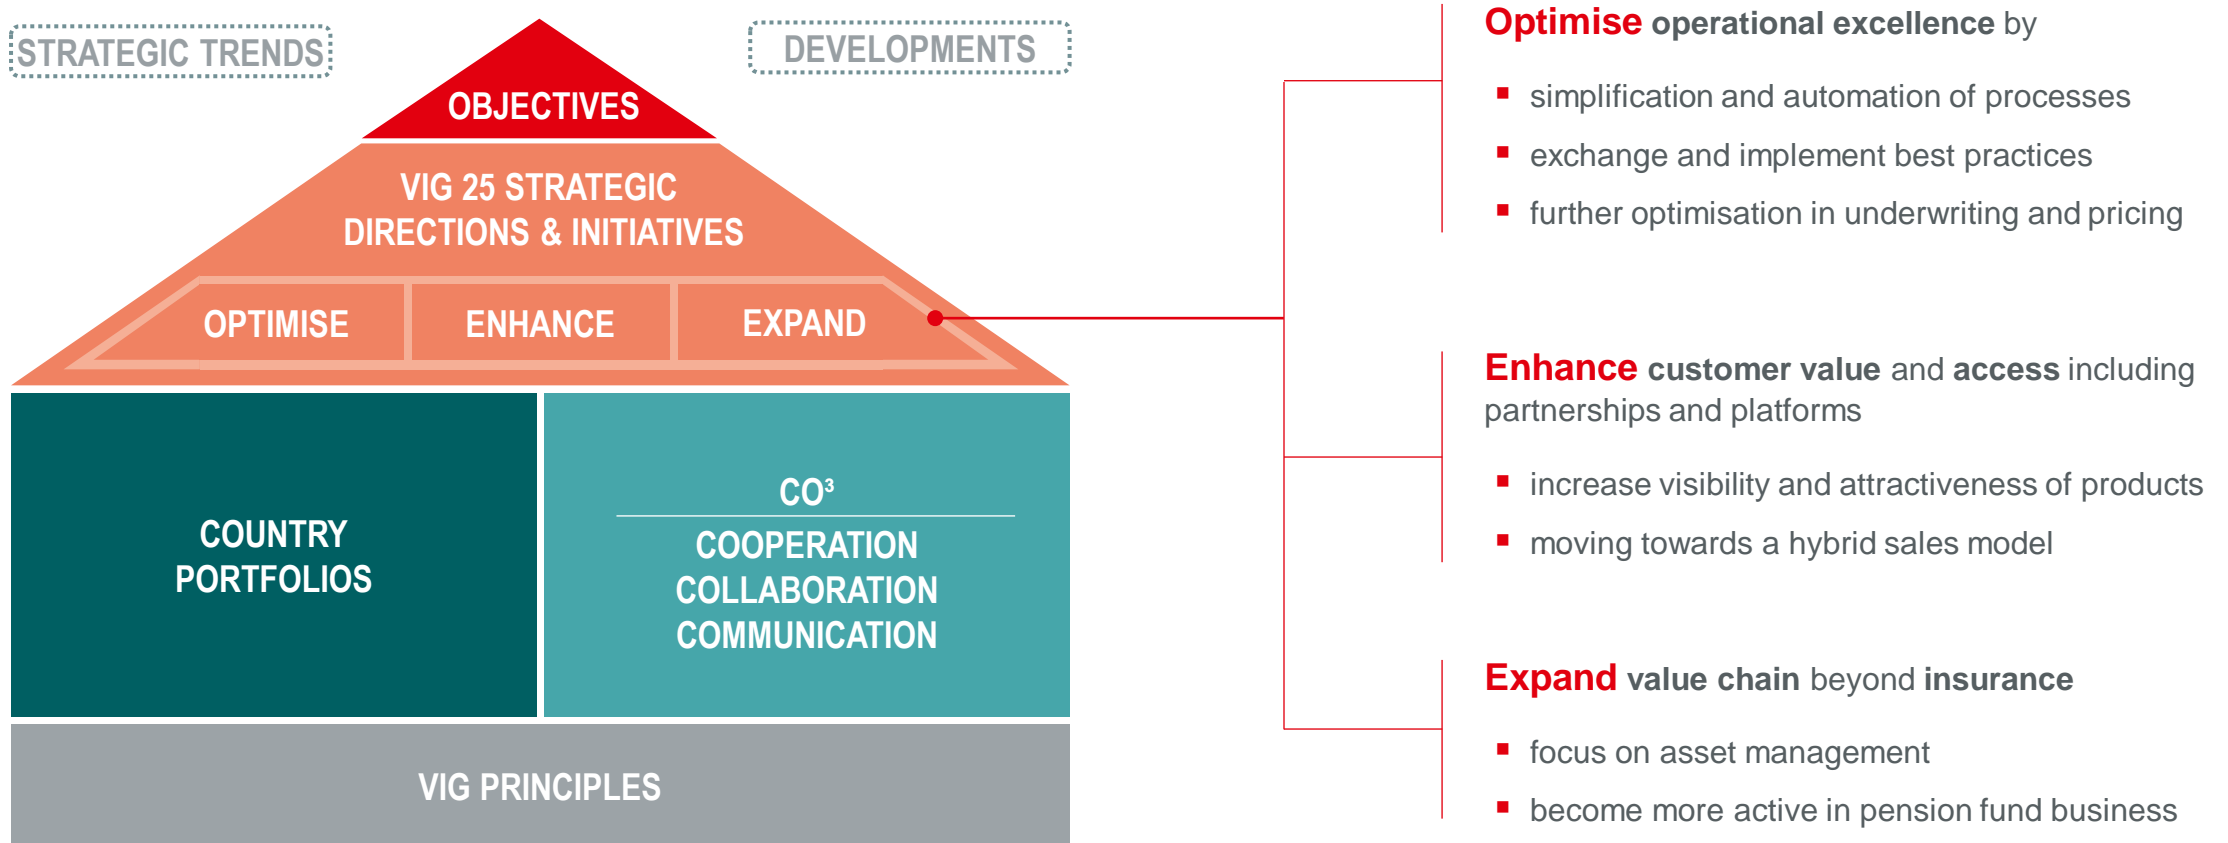 STRATEGIC TRENDS
DEVELOPMENTS
OBJECTIVES
VIG 25 STRATEGIC
DIRECTIONS & INITIATIVES
OPTIMISE
ENHANCE
EXPAND
COUNTRY
PORTFOLIOS
CO³
COOPERATION
COLLABORATION
COMMUNICATION
VIG PRINCIPLES
Optimise operational excellence by
▪ simplification and automation of processes
▪ exchange and implement best practices
▪ further optimisation in underwriting and pricing
Enhance customer value and access including
partnerships and platforms
▪ increase visibility and attractiveness of products
▪ moving towards a hybrid sales model
Expand value chain beyond insurance
▪ focus on asset management
▪ become more active in pension fund business